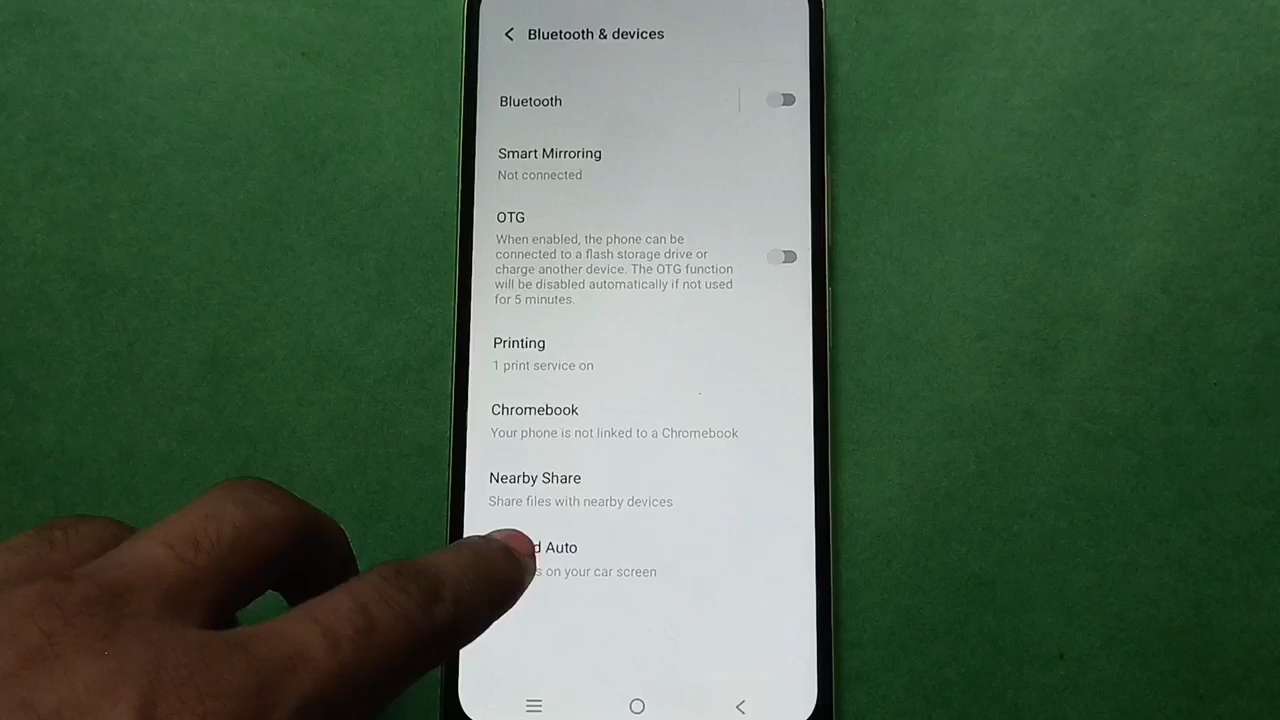 Bluetooth & devices
Bluetooth
Smart Mirroring
Not connected
OTG
When enabled, the phone can be
connected to a flash storage drive or
charge another device. The OTG function
will be disabled automatically if not used
for 5 minutes.
Printing
1 print service on
Chromebook
Your phone is not linked to a Chromebook
Nearby Share
Share files with nearby devices
Auto
on your car screen